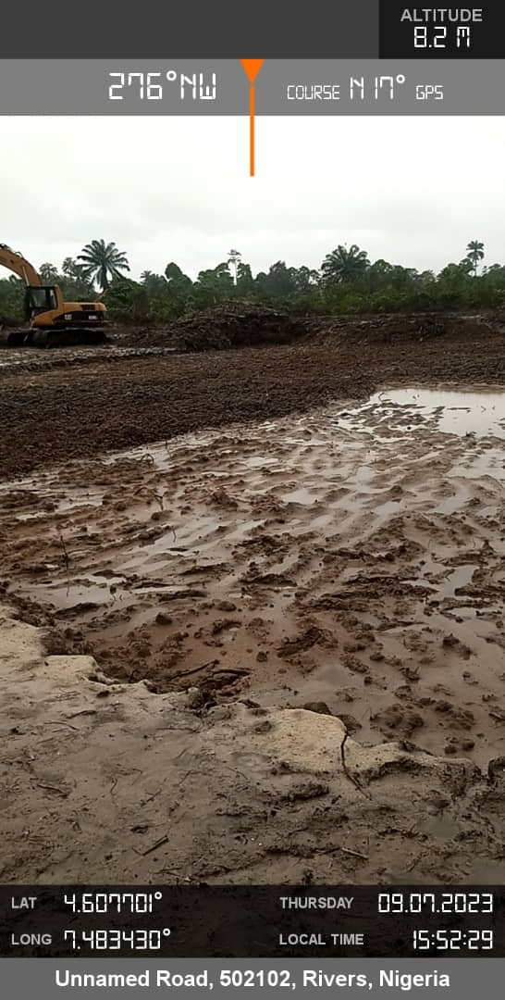 ALTITUDE
8.2 M
276°NW
COURSE N 17° GPS
CAT
LAT 4.607701° THURSDAY 09.07.2023
LONG 7.483430° LOCAL TIME 15:52:29
Unnamed Road, 502102, Rivers, Nigeria